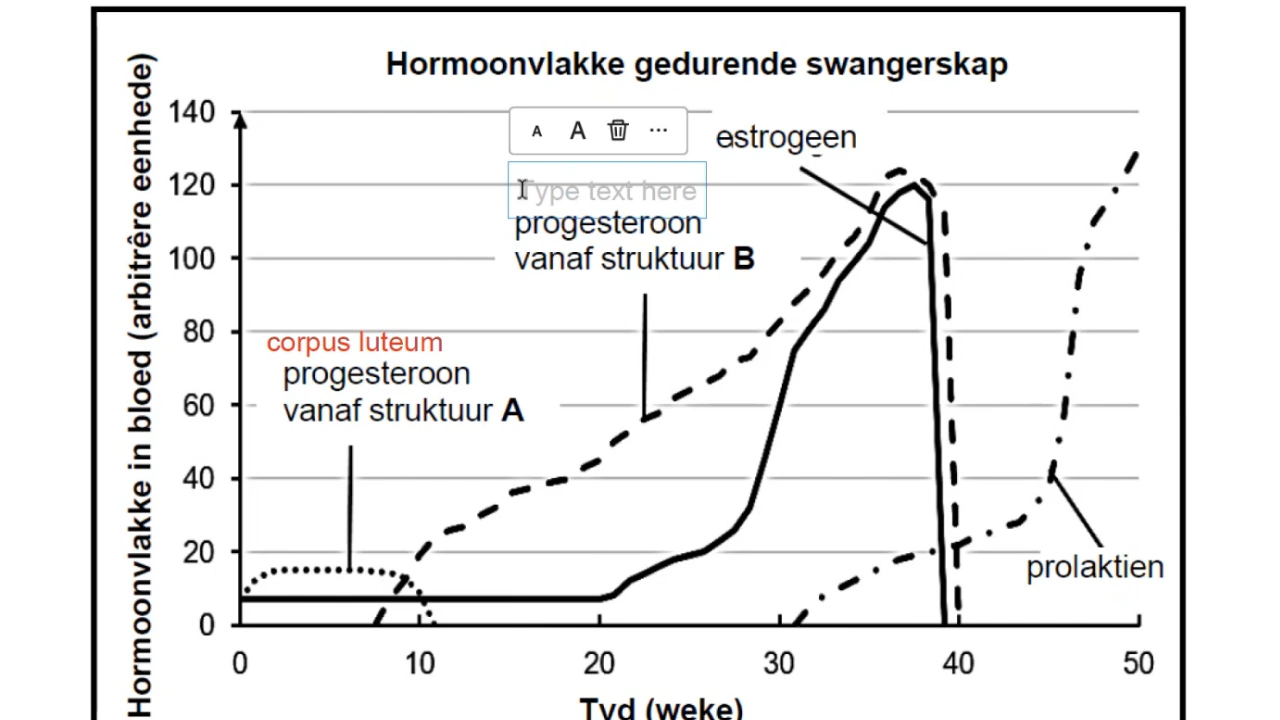 Hormoonvlakke gedurende swangerskap
Hormoonvlakke in bloed (arbitrêre eenhede)
140
120
100
80
60
40
20
0
A A ...
estrogeen
Type text here
progesteroon
vanaf struktuur B
corpus luteum
progesteroon
vanaf struktuur A
prolaktien
0 10 20 30 40 50
Tyd (weke)